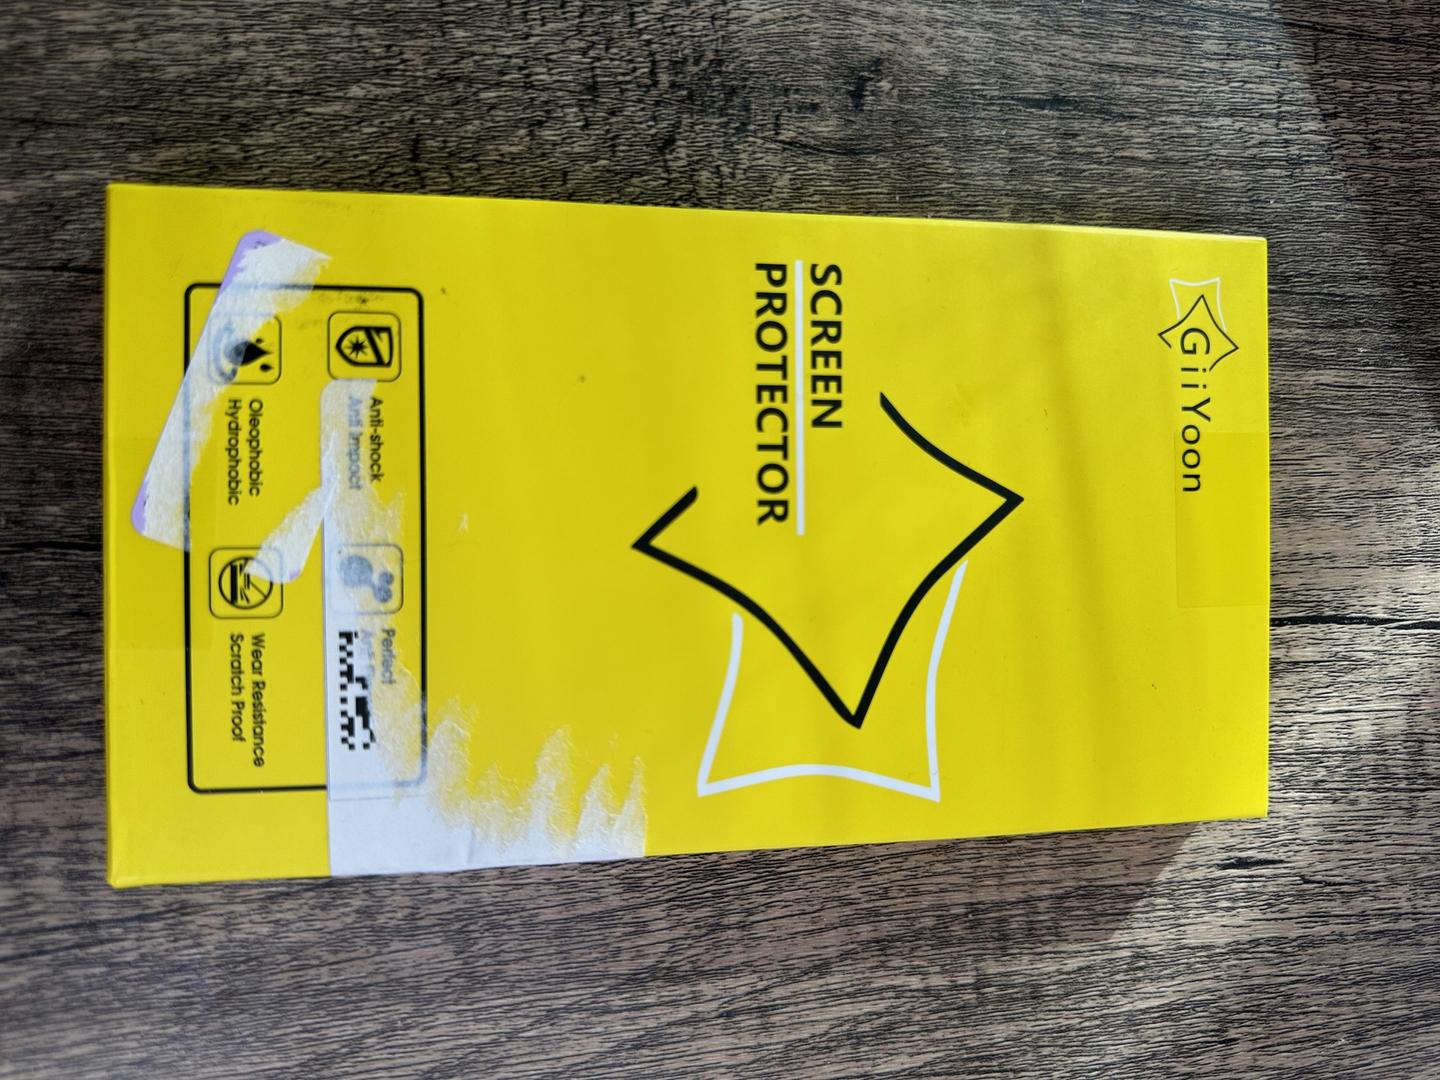 GiiYoon
SCREEN
PROTECTOR
Anti-shock
Anti Impact
Perfect
Oleophobic
Hydrophobic
Wear Resistance
Scratch Proof